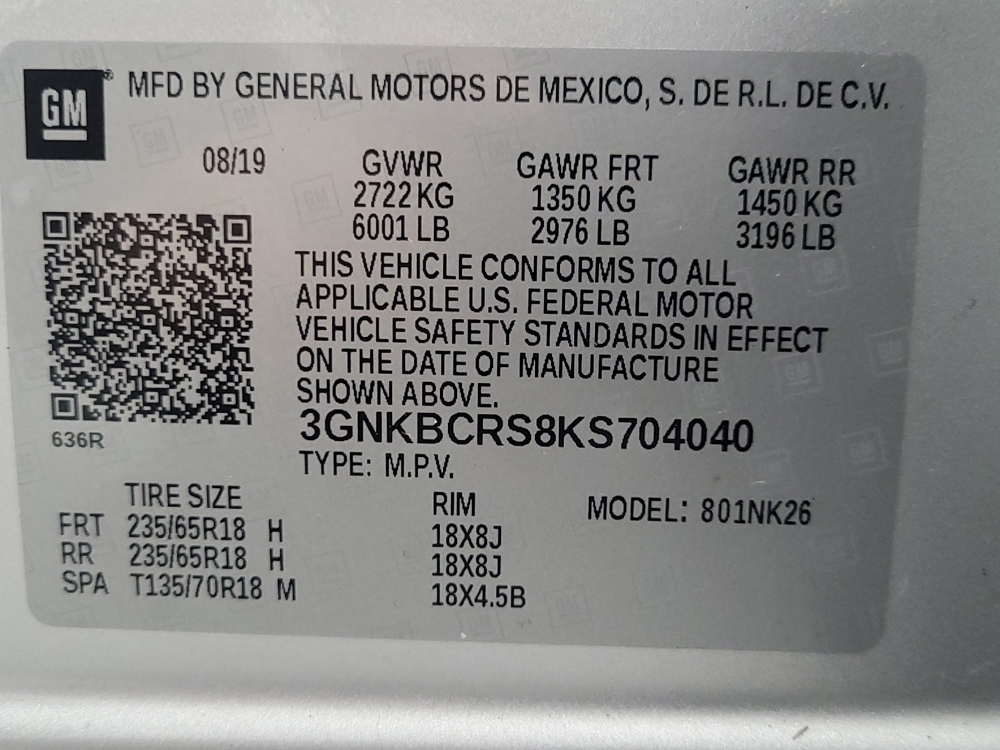 GM® MFD BY GENERAL MOTORS DE MEXICO, S. DE R.L. DE C.V.
08/19 GVWR GAWR FRT GAWR RR
2722 KG 1350 KG 1450 KG
6001 LB 2976 LB 3196 LB
THIS VEHICLE CONFORMS TO ALL
APPLICABLE U.S. FEDERAL MOTOR
VEHICLE SAFETY STANDARDS IN EFFECT
ON THE DATE OF MANUFACTURE
SHOWN ABOVE.
636R 3GNKBCRS8KS704040
TYPE: M.P.V.
TIRE SIZE RIM MODEL: 801NK26
FRT 235/65R18 H 18X8J
RR 235/65R18 H 18X8J
SPA T135/70R18 M 18X4.5B